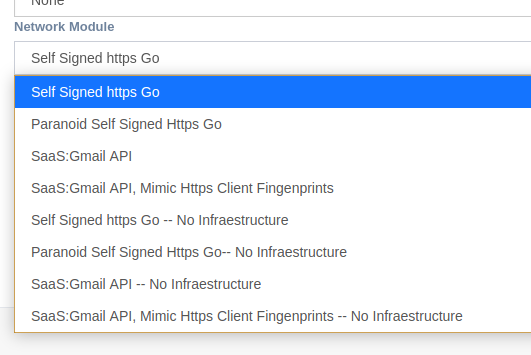 None
Network Module
Self Signed https Go
Self Signed https Go
Paranoid Self Signed Https Go
SaaS:Gmail API
SaaS:Gmail API, Mimic Https Client Fingenprints
Self Signed https Go -- No Infraestructure
Paranoid Self Signed Https Go-- No Infraestructure
SaaS:Gmail API -- No Infraestructure
SaaS:Gmail API, Mimic Https Client Fingenprints -- No Infraestructure